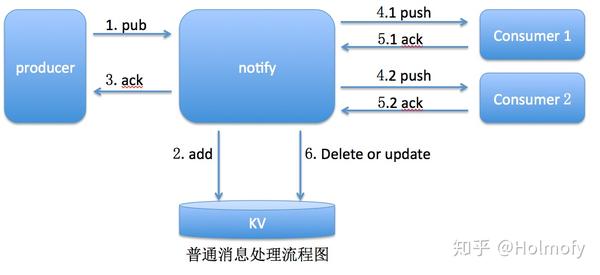 1. pub
4.1 push
5.1 ack
Consumer 1
producer
notify
3. ack
4.2 push
5.2 ack
Consumer 2
2. add
6. Delete or update
KV
普通消息处理流程图
知乎 @Holmofy